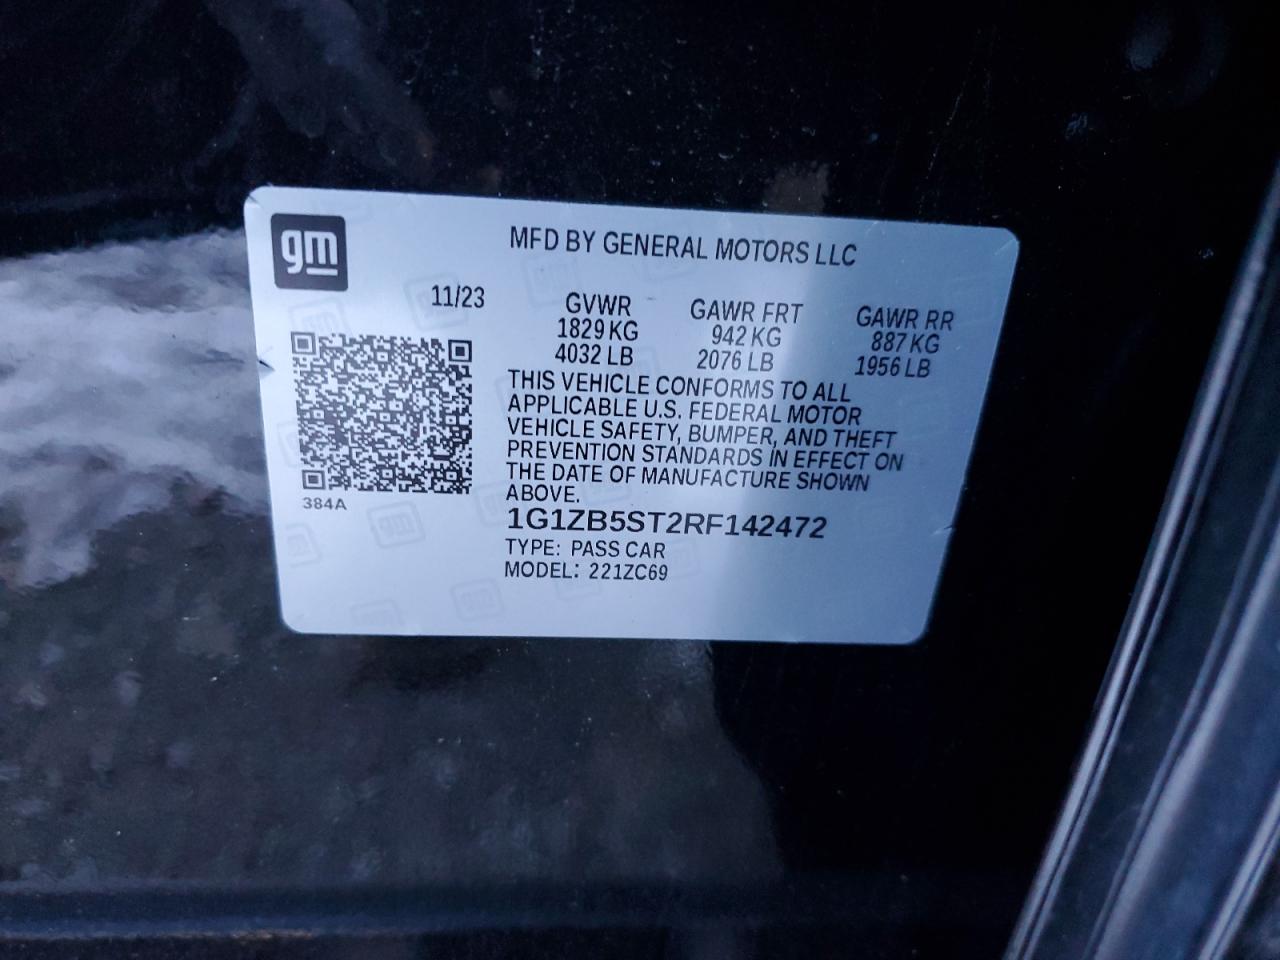 gm
MFD BY GENERAL MOTORS LLC
11/23
GVWR
1829 KG
4032 LB
GAWR FRT
942 KG
2076 LB
GAWR RR
887 KG
1956 LB
THIS VEHICLE CONFORMS TO ALL
APPLICABLE U.S. FEDERAL MOTOR
VEHICLE SAFETY, BUMPER, AND THEFT
PREVENTION STANDARDS IN EFFECT ON
THE DATE OF MANUFACTURE SHOWN
ABOVE.
384A
1G1ZB5ST2RF142472
TYPE: PASS CAR
MODEL: 221ZC69